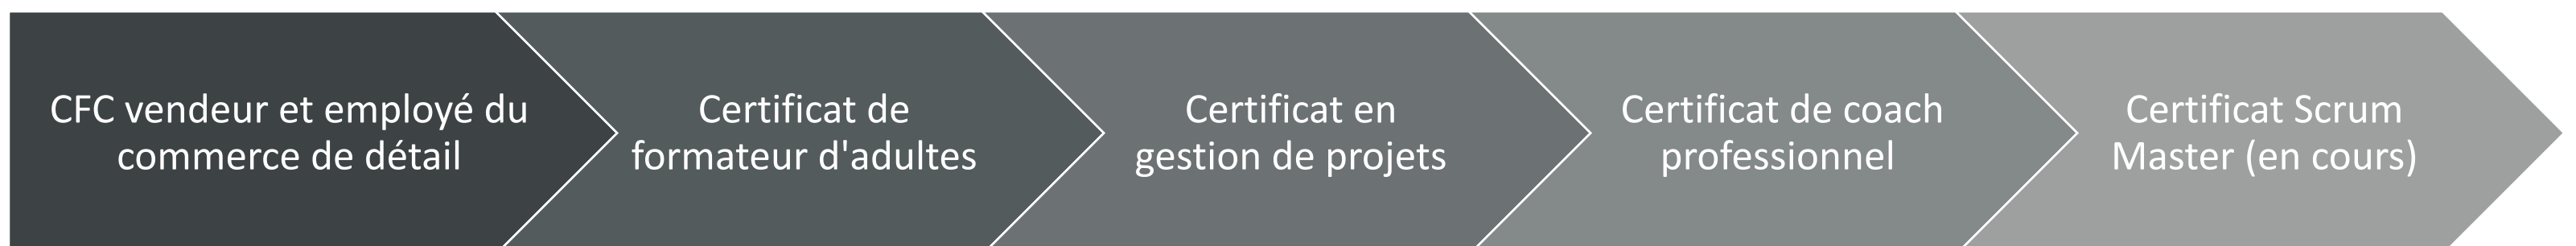 CFC vendeur et employé du
commerce de détail
Certificat de
formateur d'adultes
Certificat en
gestion de projets
Certificat de coach
professionnel
Certificat Scrum
Master (en cours)